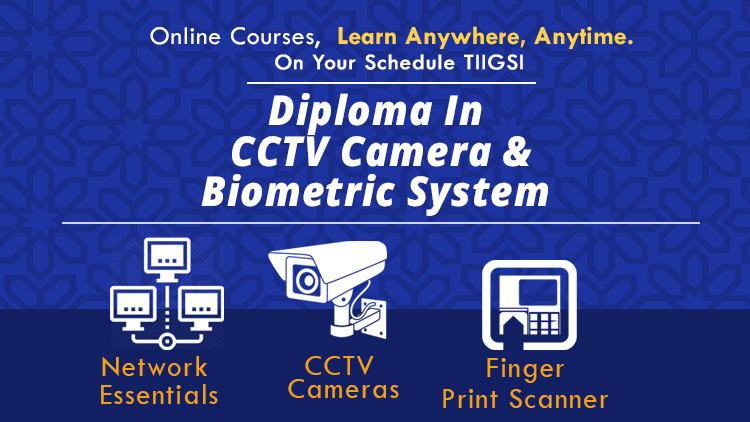 Online Courses, Learn Anywhere, Anytime.
On Your Schedule TIIGSI
Diploma In
CCTV Camera &
Biometric System
Network
Essentials
CCTV
Cameras
Finger
Print Scanner